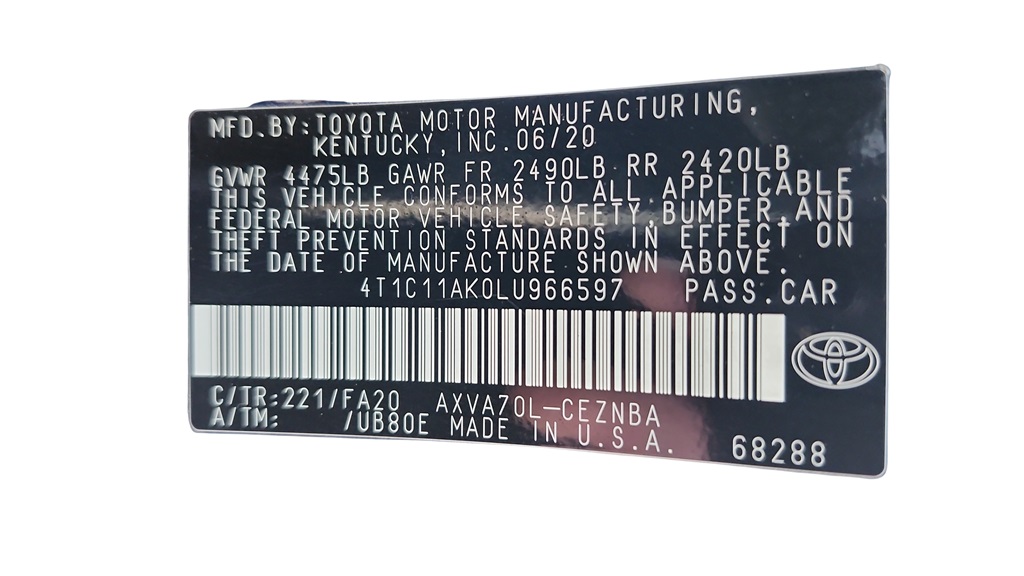 MFD.BY:TOYOTA MOTOR MANUFACTURING,
KENTUCKY,INC.06/20
GVWR 4475LB GAWR FR 2490LB RR 2420LB
THIS VEHICLE CONFORMS TO ALL APPLICABLE
FEDERAL MOTOR VEHICLE SAFETY,BUMPER,AND
THEFT PREVENTION STANDARDS IN EFFECT ON
THE DATE OF MANUFACTURE SHOWN ABOVE.
4T1C11AK0LU966597 PASS.CAR
C/TR:221/FA20 AXVA70L-CEZNBA
A/TM: /UB80E MADE IN U.S.A. 68288